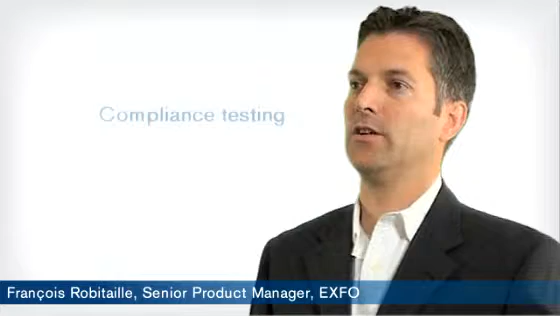 Compliance testing
François Robitaille, Senior Product Manager, EXFO